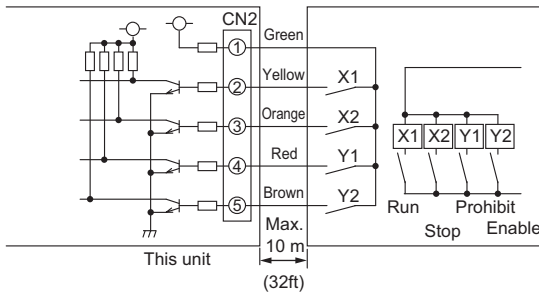 CN2
1
Green
2
Yellow
X1
3
Orange
X2
4
Red
Y1
5
Brown
Y2
X1 X2 Y1 Y2
Run
Prohibit
Stop
Enable
This unit
Max.
10 m
(32ft)